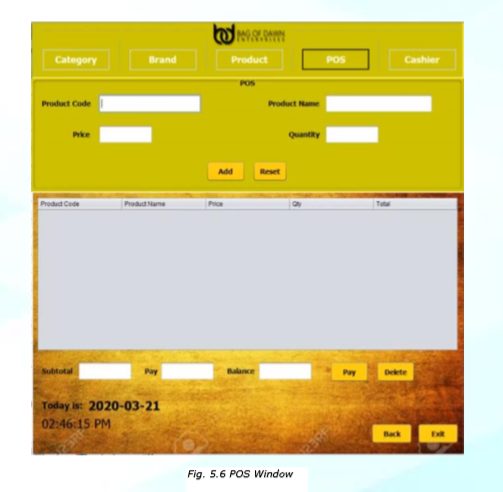 BAG OF DAWN
ENTERPRISES
Category Brand Product POS Cashier
POS
Product Code Product Name
Price Quantity
Add Reset
Product Code Product Name Price Qty Total
Subtotal Pay Balance Pay Delete
Today is: 2020-03-21
02:46:15 PM
Back Exit
Fig. 5.6 POS Window